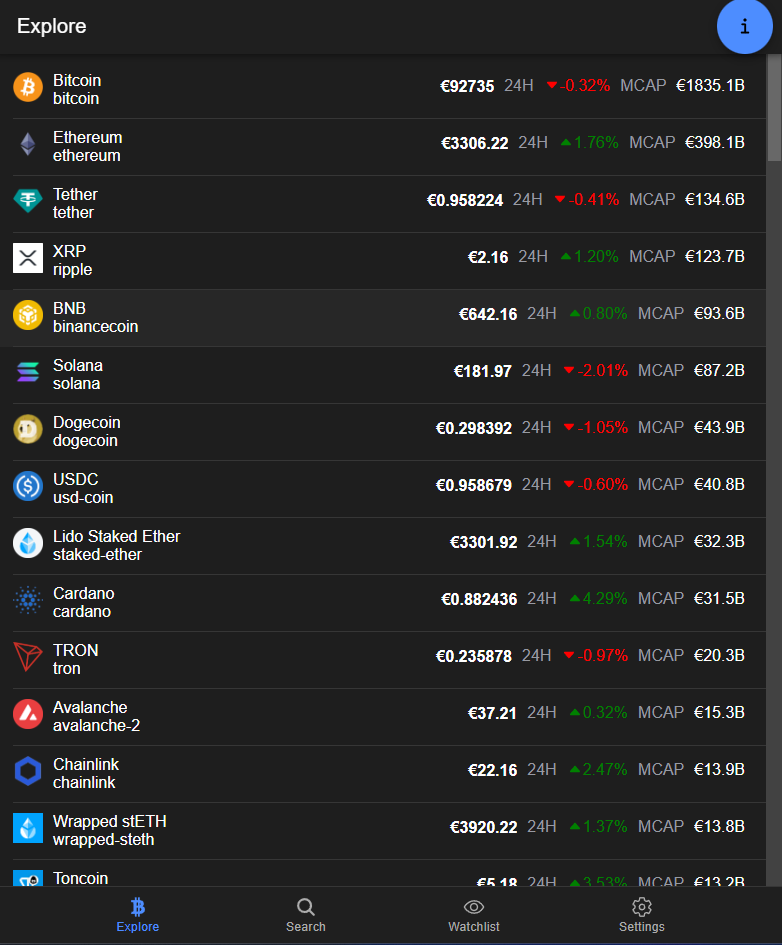 Explore
i
Bitcoin
bitcoin
€92735 24H -0.32% MCAP €1835.1B
Ethereum
ethereum
€3306.22 24H 1.76% MCAP €398.1B
Tether
tether
€0.958224 24H -0.41% MCAP €134.6B
XRP
ripple
€2.16 24H 1.20% MCAP €123.7B
BNB
binancecoin
€642.16 24H 0.80% MCAP €93.6B
Solana
solana
€181.97 24H -2.01% MCAP €87.2B
Dogecoin
dogecoin
€0.298392 24H -1.05% MCAP €43.9B
USDC
usd-coin
€0.958679 24H -0.60% MCAP €40.8B
Lido Staked Ether
staked-ether
€3301.92 24H 1.54% MCAP €32.3B
Cardano
cardano
€0.882436 24H 4.29% MCAP €31.5B
TRON
tron
€0.235878 24H -0.97% MCAP €20.3B
Avalanche
avalanche-2
€37.21 24H 0.32% MCAP €15.3B
Chainlink
chainlink
€22.16 24H 2.47% MCAP €13.9B
Wrapped stETH
wrapped-steth
€3920.22 24H 1.37% MCAP €13.8B
Toncoin
€5.18 24H 3.53% MCAP €13.2B
Explore
Search
Watchlist
Settings